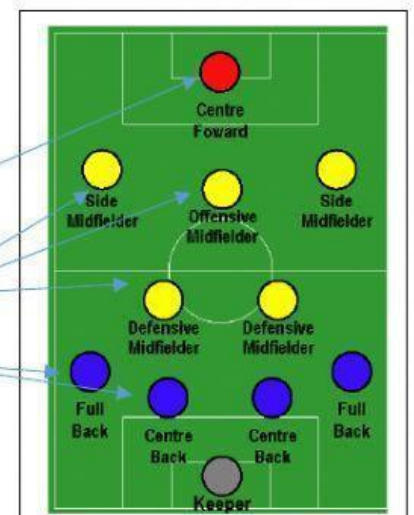 Centre
Foward
Side
Midfielder
Offensive
Midfielder
Side
Midfielder
Defensive
Midfielder
Defensive
Midfielder
Full
Back
Centre
Back
Centre
Back
Full
Back
Keeper